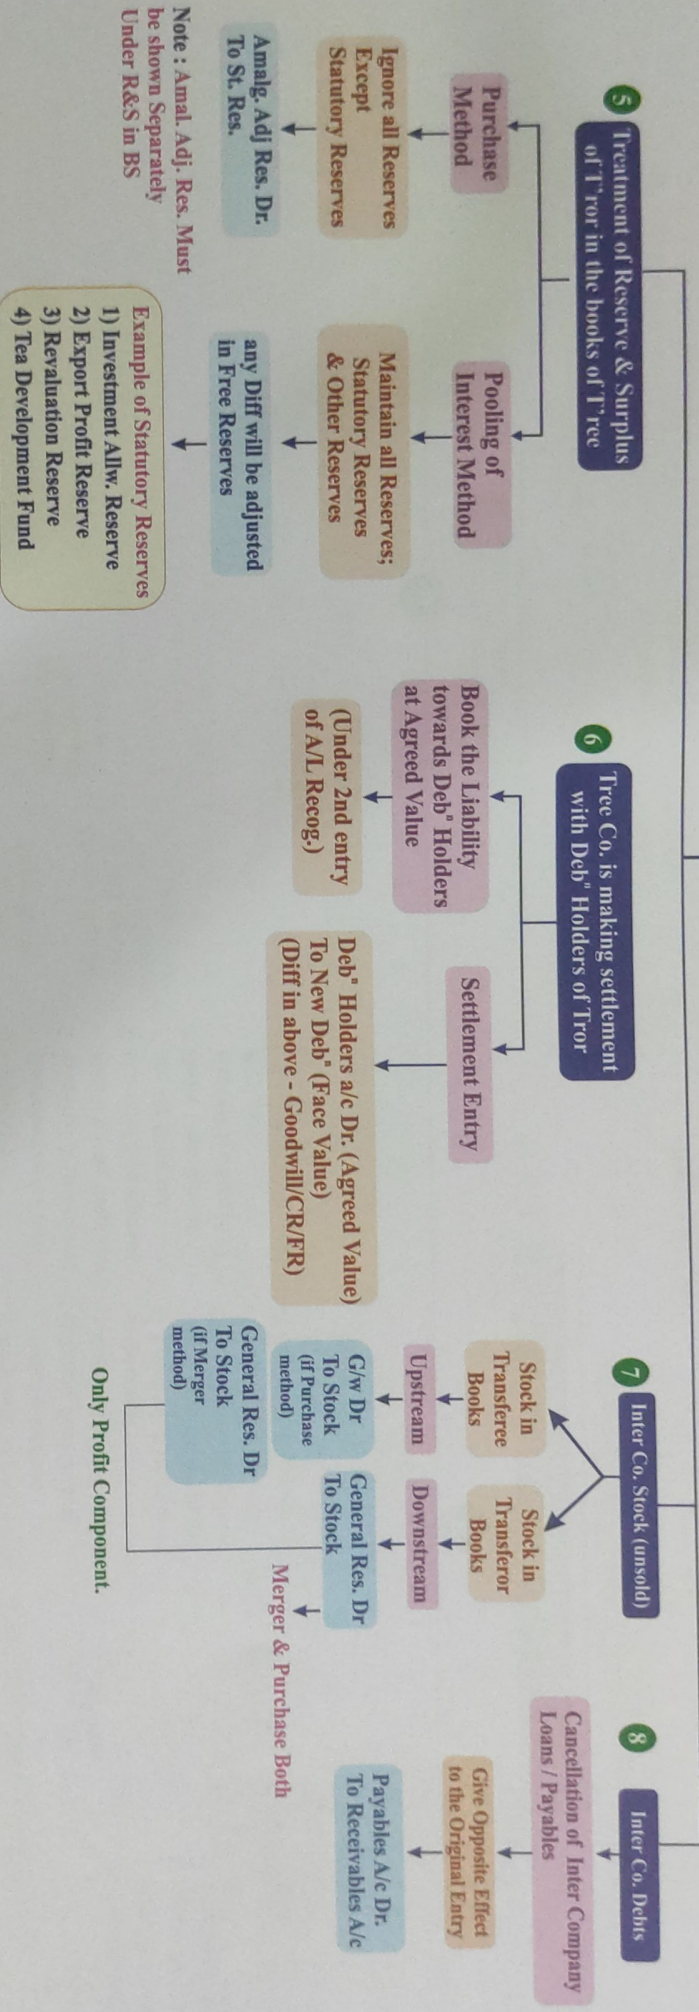 5
Treatment of Reserve & Surplus
of T'ror in the books of T'ree
Purchase
Method
Ignore all Reserves
Except
Statutory Reserves
Amalg. Adj Res. Dr.
To St. Res.
Note : Amal. Adj. Res. Must
be shown Separately
Under R&S in BS
Pooling of
Interest Method
Maintain all Reserves;
Statutory Reserves
& Other Reserves
any Diff will be adjusted
in Free Reserves
Example of Statutory Reserves
1) Investment Allw. Reserve
2) Export Profit Reserve
3) Revaluation Reserve
4) Tea Development Fund
6
Tree Co. is making settlement
with Debⁿ Holders of Tror
Book the Liability
towards Debⁿ Holders
at Agreed Value
(Under 2nd entry
of A/L Recog.)
Settlement Entry
Debⁿ Holders a/c Dr. (Agreed Value)
To New Debⁿ (Face Value)
(Diff in above - Goodwill/CR/FR)
7
Inter Co. Stock (unsold)
Stock in
Transferee
Books
Upstream
G/w Dr
To Stock
(if Purchase
method)
General Res. Dr
To Stock
(if Merger
method)
Stock in
Transferor
Books
Downstream
General Res. Dr
To Stock
Merger & Purchase Both
Only Profit Component.
8
Inter Co. Debts
Cancellation of Inter Company
Loans / Payables
Give Opposite Effect
to the Original Entry
Payables A/c Dr.
To Receivables A/c